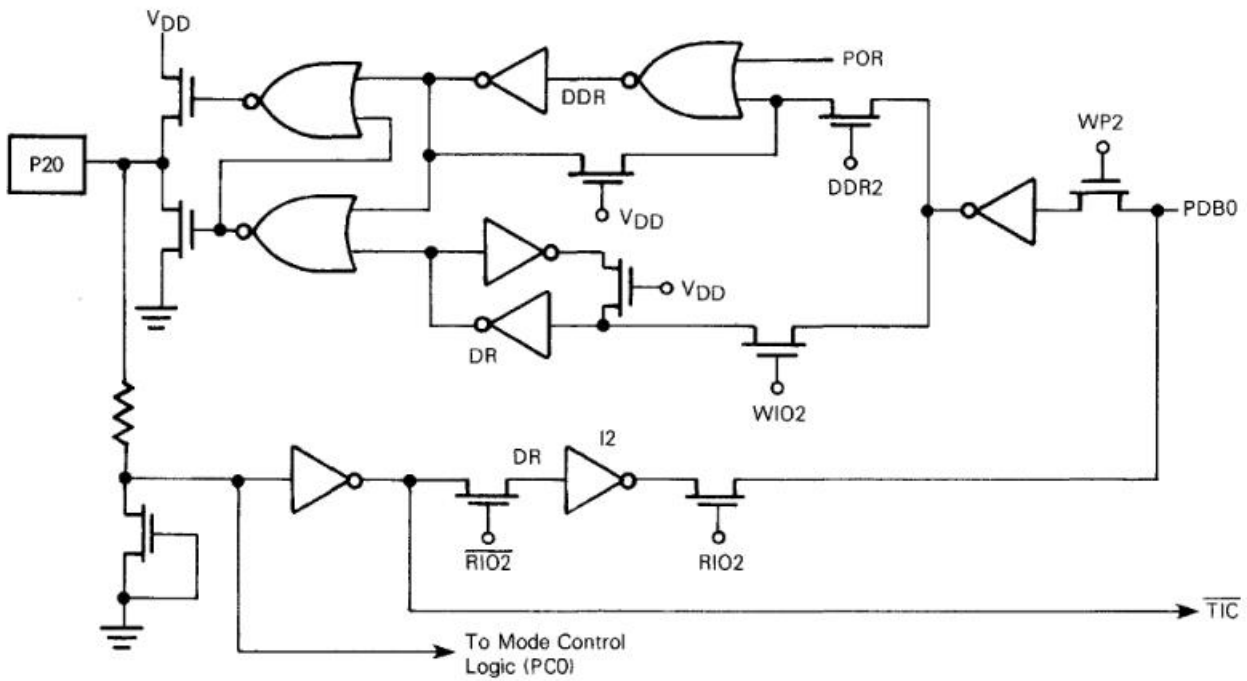 VDD
POR
DDR
WP2
P20
DDR2
PDB0
VDD
VDD
DR
WIO2
I2
DR
RIO2
RIO2
TIC
To Mode Control
Logic (PC0)